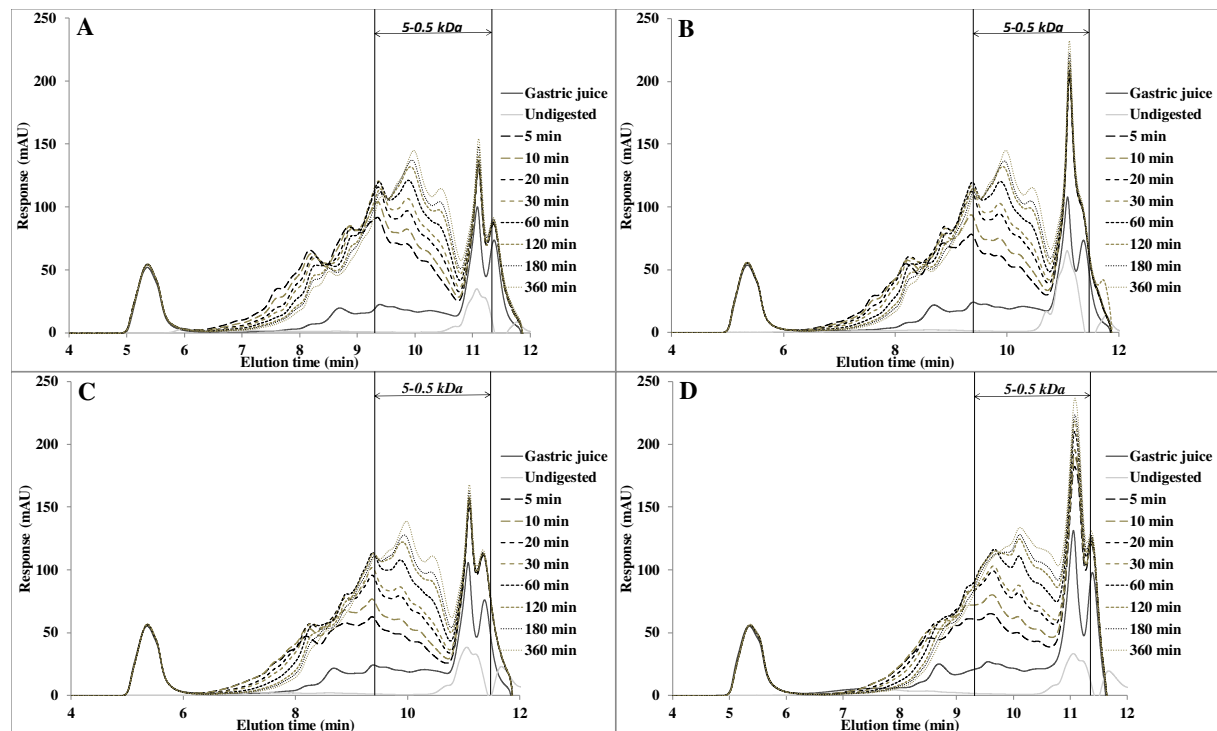 A
5-0.5 kDa
Response (mAU)
250
200
150
100
50
0
4
5
6
7
8
9
10
11
12
Elution time (min)
Gastric juice
Undigested
5 min
10 min
20 min
30 min
60 min
120 min
180 min
360 min
B
5-0.5 kDa
Response (mAU)
250
200
150
100
50
0
4
6
8
10
12
Elution time (min)
Gastric juice
Undigested
5 min
10 min
20 min
30 min
60 min
120 min
180 min
360 min
C
5-0.5 kDa
Response (mAU)
250
200
150
100
50
0
4
6
8
10
12
Elution time (min)
Gastric juice
Undigested
5 min
10 min
20 min
30 min
60 min
120 min
180 min
360 min
D
5-0.5 kDa
Response (mAU)
250
200
150
100
50
0
4
5
6
7
8
9
10
11
12
Elution time (min)
Gastric juice
Undigested
5 min
10 min
20 min
30 min
60 min
120 min
180 min
360 min